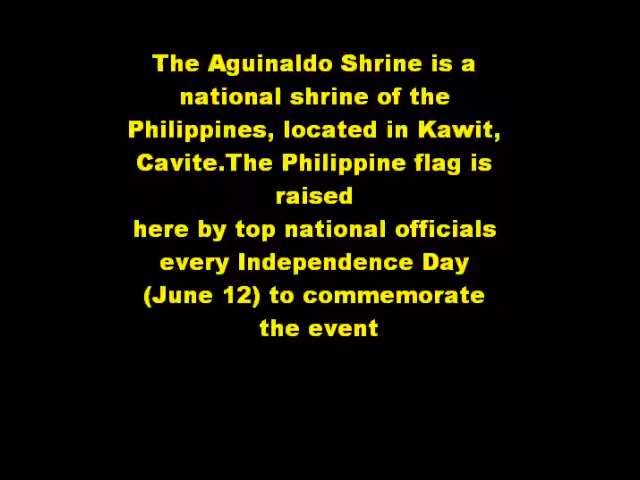 The Aguinaldo Shrine is a
national shrine of the
Philippines, located in Kawit,
Cavite.The Philippine flag is
raised
here by top national officials
every Independence Day
(June 12) to commemorate
the event